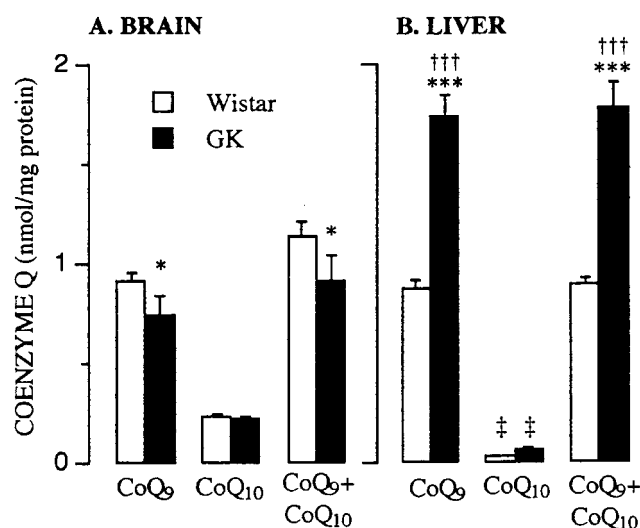 A. BRAIN
B. LIVER
COENZYME Q (nmol/mg protein)
2
1
0
Wistar
GK
*
*
†††
***
‡ ‡
†††
***
CoQ9
CoQ10
CoQ9+
CoQ10
CoQ9
CoQ10
CoQ9+
CoQ10